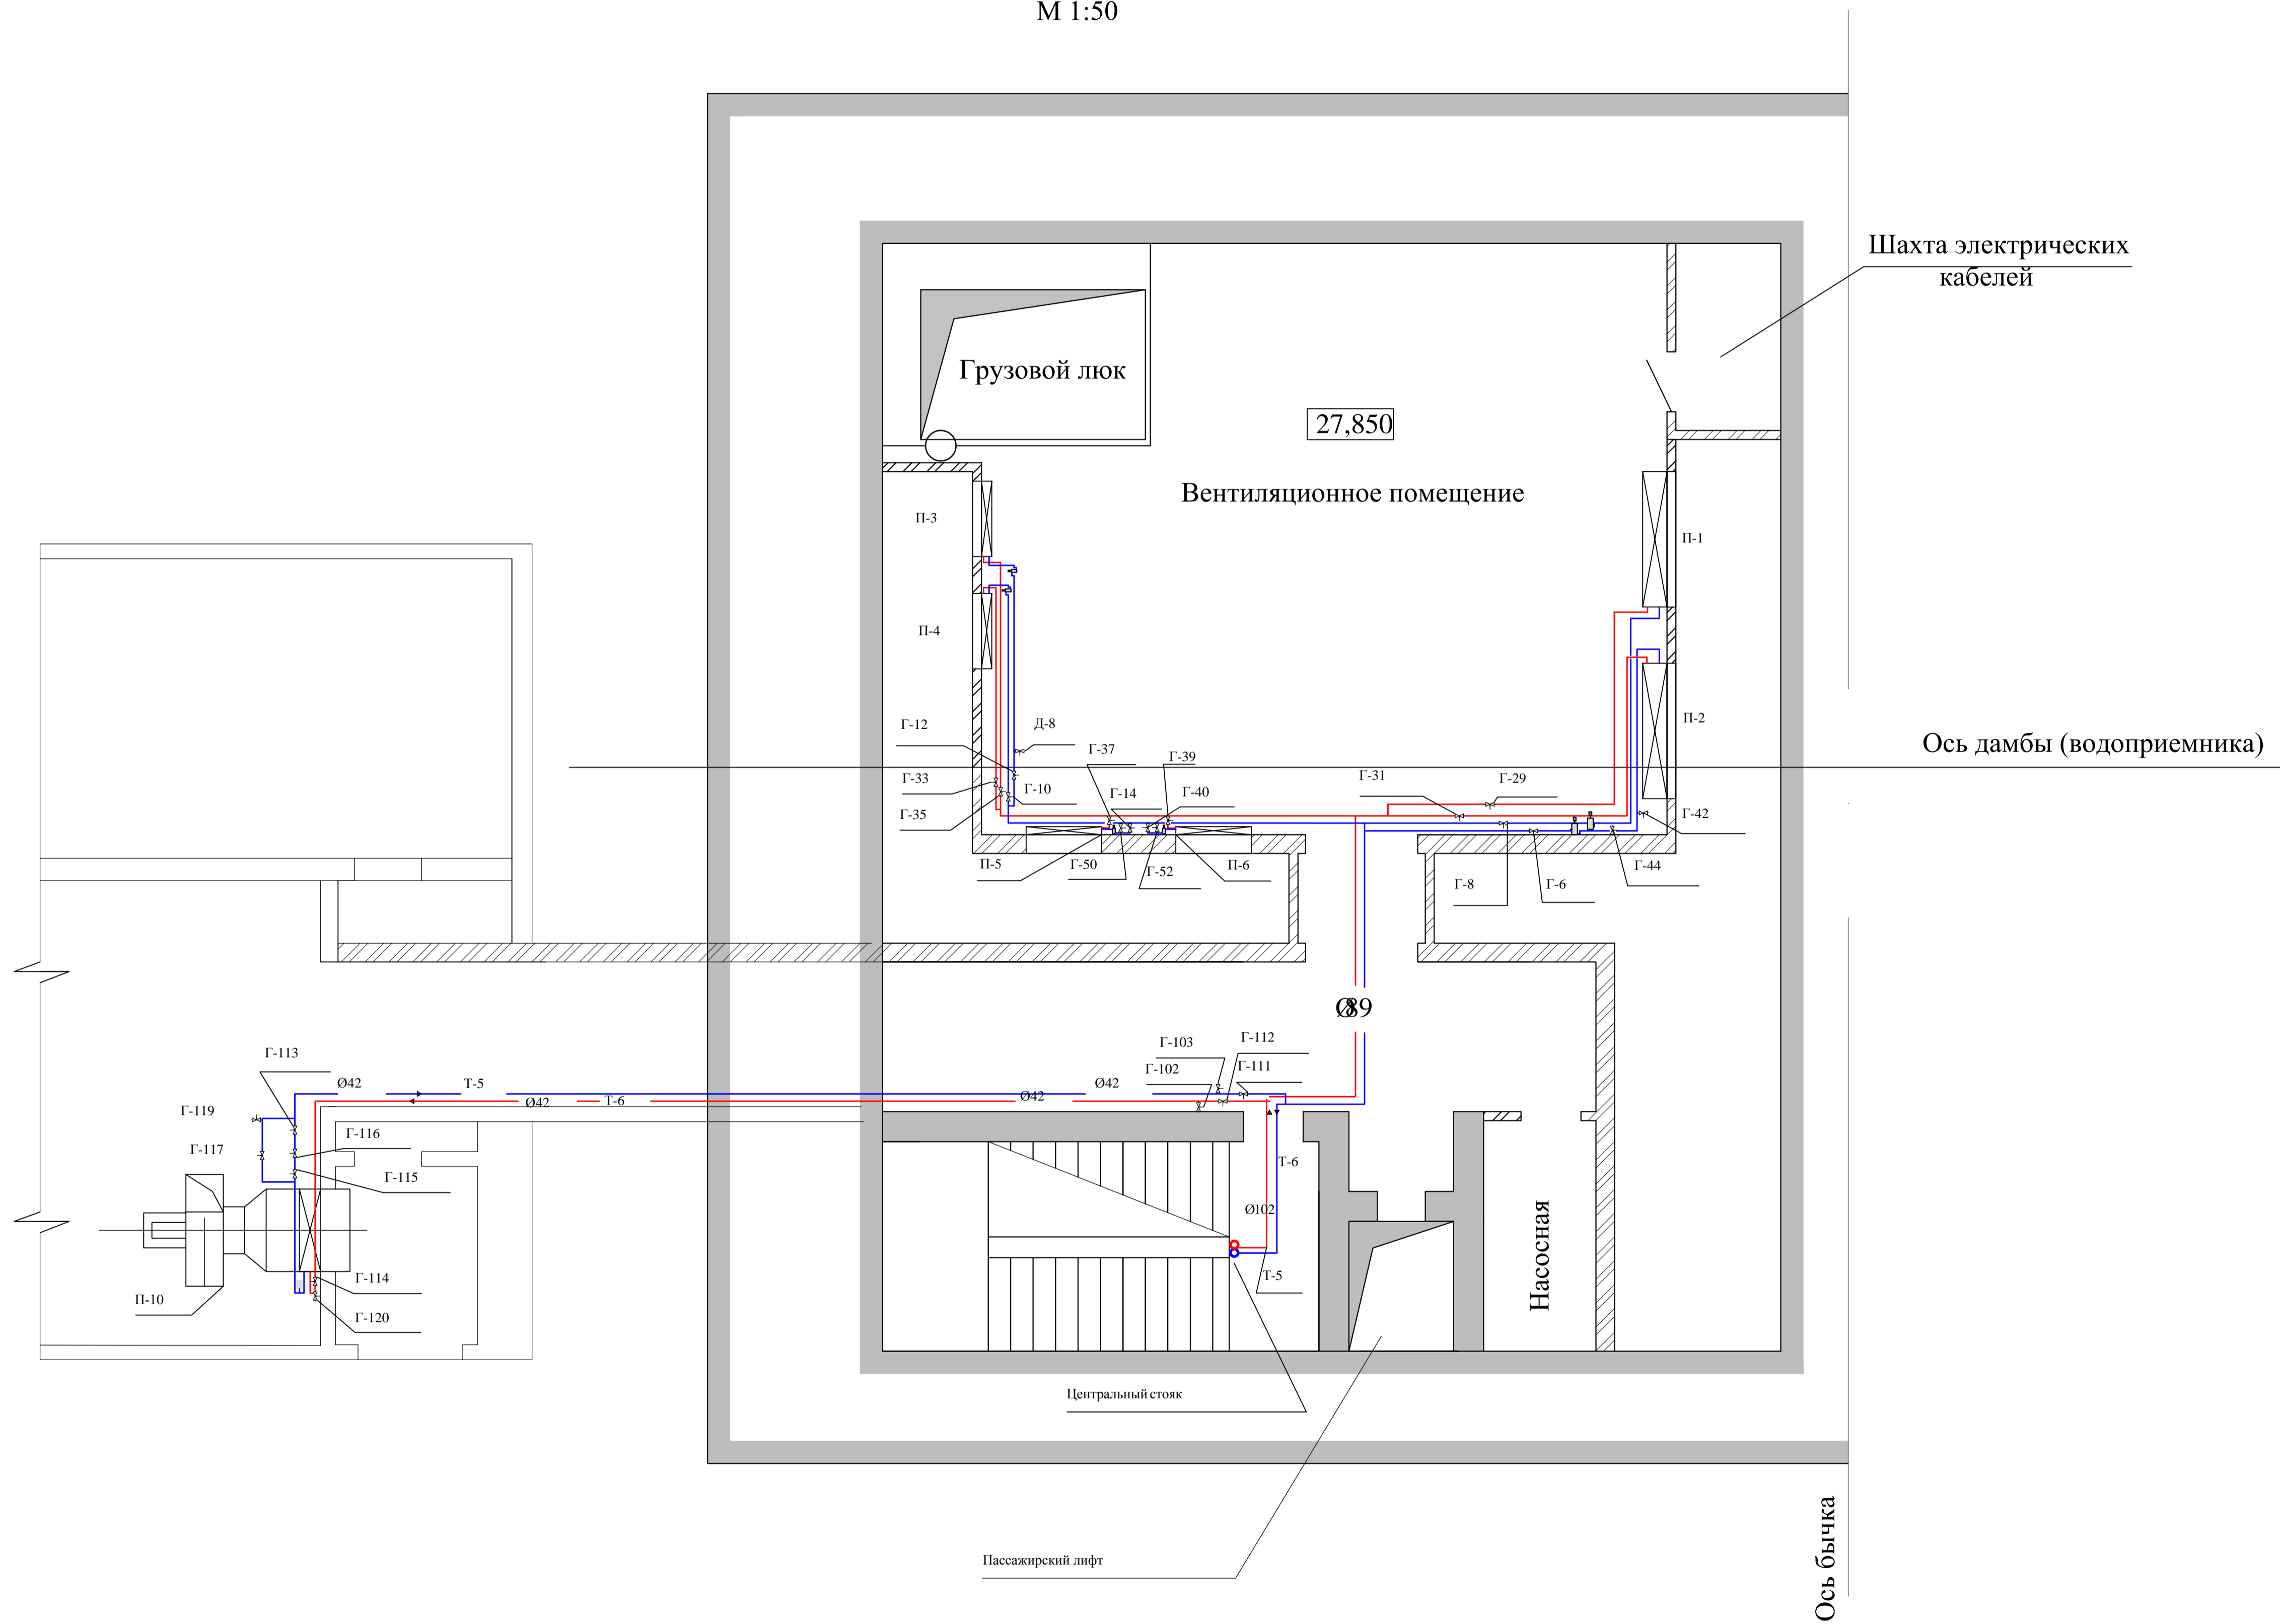 М 1:50
Шахта электрических
кабелей
Грузовой люк
27,850
Вентиляционное помещение
П-3
П-1
П-4
П-2
Г-12
Д-8
Г-37
Г-39
Ось дамбы (водоприемника)
Г-33
Г-10
Г-14
Г-40
Г-31
Г-29
Г-35
Г-42
П-5
Г-50
Г-52
П-6
Г-8
Г-6
Г-44
Ø89
Г-103
Г-112
Г-113
Г-102
Г-111
Ø42
Т-5
Ø42
Ø42
Т-6
Ø42
Г-119
Г-116
Г-117
Г-115
Т-6
Ø102
Насосная
Г-114
Т-5
П-10
Г-120
Центральный стояк
Пассажирский лифт
Ось бычка